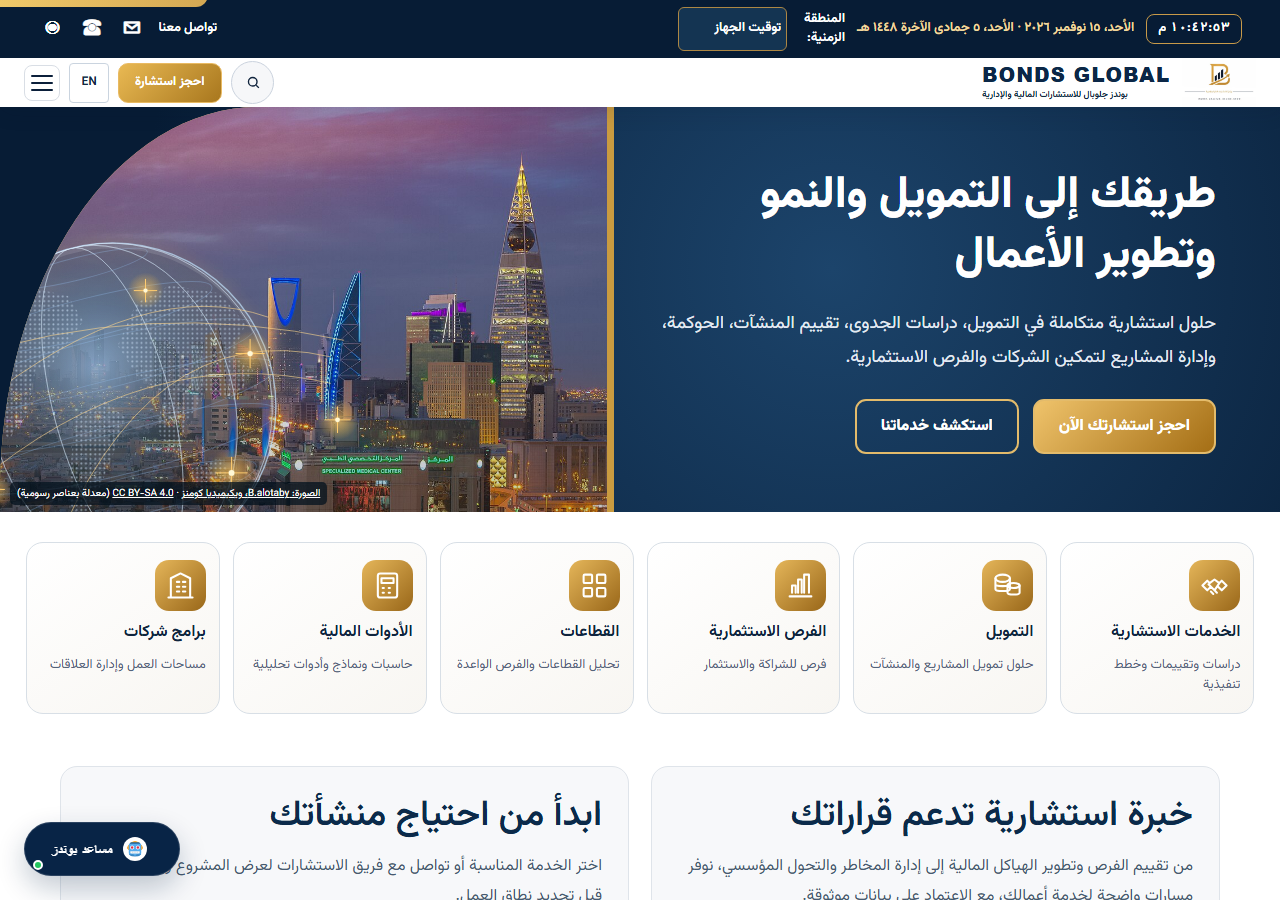 ١٠:٤٢:٥٣ م
الأحد، ١٥ نوفمبر ٢٠٢٦ · الأحد، ٥ جمادى الآخرة ١٤٤٨ هـ
المنطقة
الزمنية:
توقيت الجهاز
تواصل معنا
BONDS GLOBAL
بوندز جلوبال للاستشارات المالية والإدارية
احجز استشارة
EN
طريقك إلى التمويل والنمو
وتطوير الأعمال
حلول استشارية متكاملة في التمويل، دراسات الجدوى، تقييم المنشآت، الحوكمة،
وإدارة المشاريع لتمكين الشركات والفرص الاستثمارية.
احجز استشارتك الآن
استكشف خدماتنا
المركز التخصصي الطبي
المركز
SPECIALIZED MEDICAL CENTER
الصورة: B.alotaby، ويكيميديا كومنز · CC BY-SA 4.0 (معدلة بعناصر رسومية)
الخدمات الاستشارية
دراسات وتقييمات وخطط
تنفيذية
التمويل
حلول تمويل المشاريع والمنشآت
الفرص الاستثمارية
فرص للشراكة والاستثمار
القطاعات
تحليل القطاعات والفرص الواعدة
الأدوات المالية
حاسبات ونماذج وأدوات تحليلية
برامج شركات
مساحات العمل وإدارة العلاقات
خبرة استشارية تدعم قراراتك
من تقييم الفرص وتطوير الهياكل المالية إلى إدارة المخاطر والتحول المؤسسي، نوفر
مسارات واضحة لخدمة أعمالك، مع الاعتماد على بيانات موثوقة.
ابدأ من احتياج منشأتك
اختر الخدمة المناسبة أو تواصل مع فريق الاستشارات لعرض المشروع
قبل تحديد نطاق العمل.
مساعد بوندز